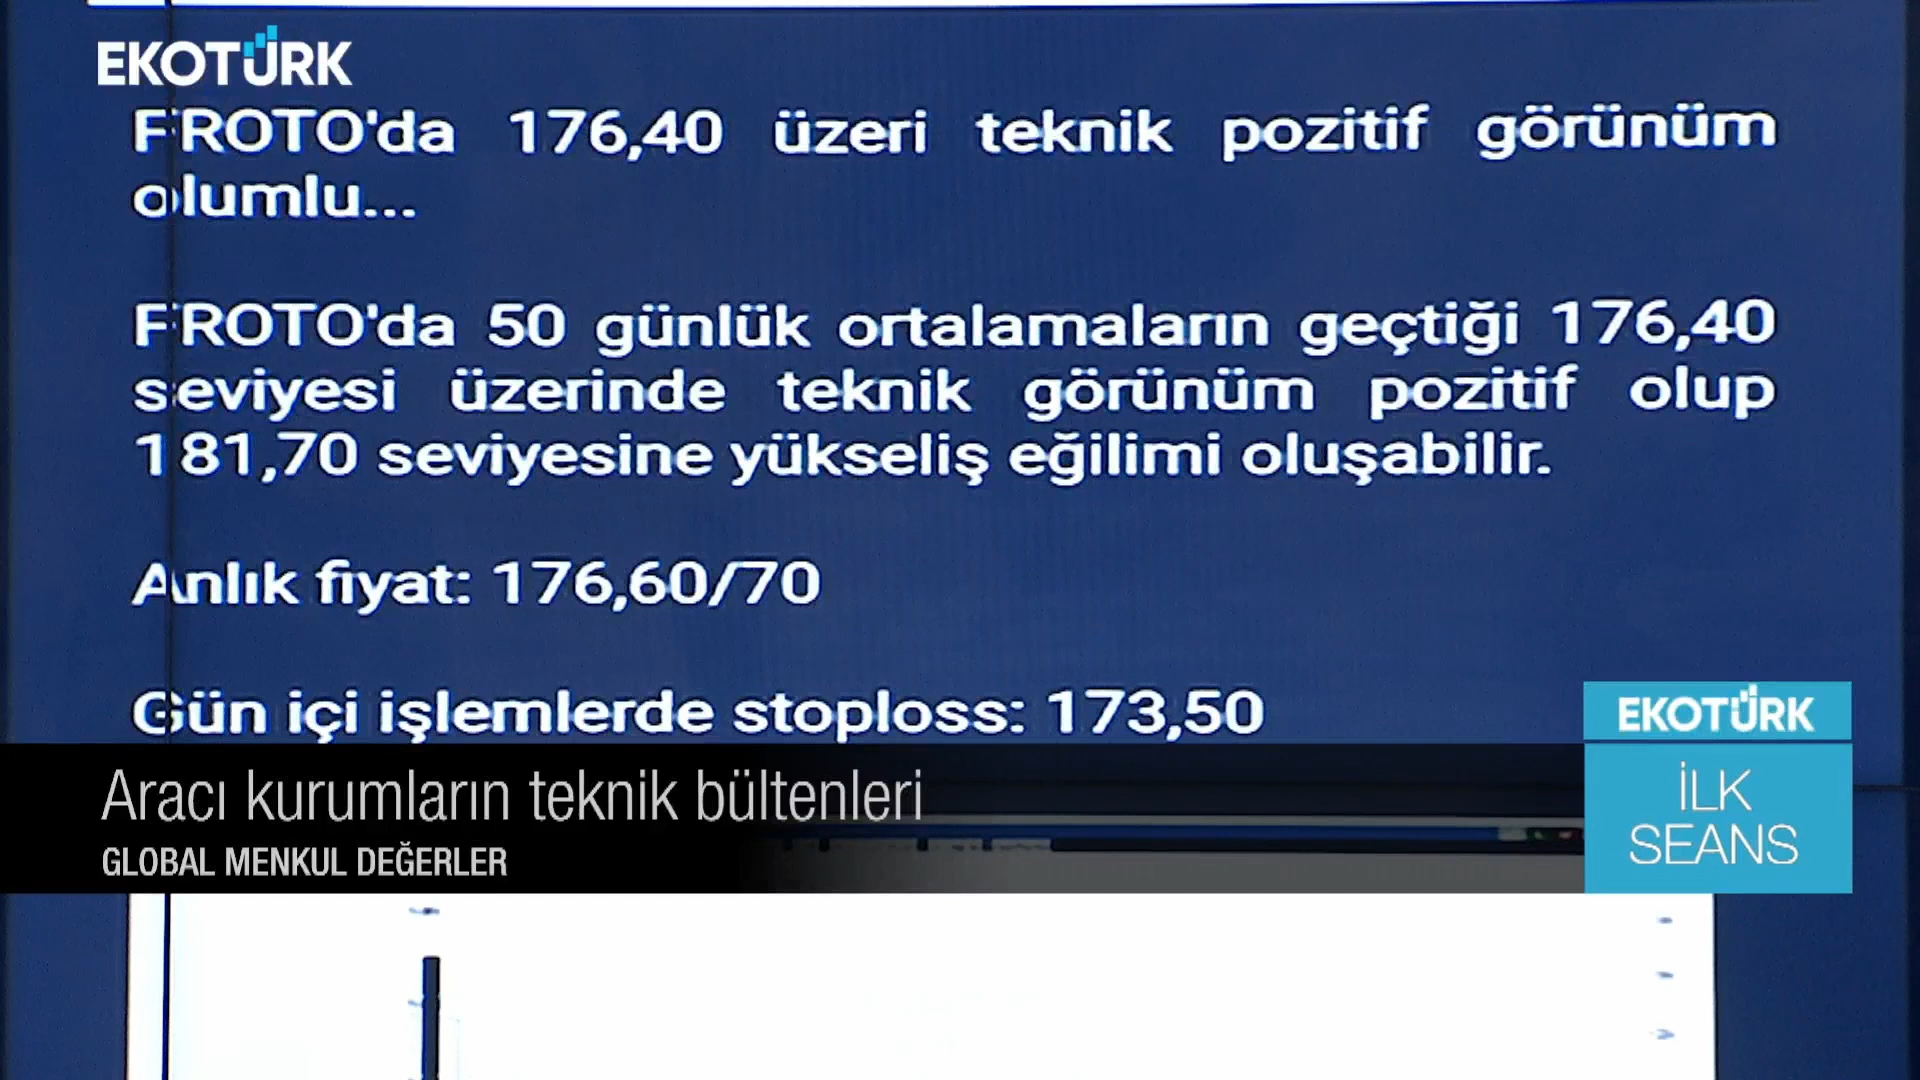 EKOTÜRK
FROTO'da 176,40 üzeri teknik pozitif görünüm
olumlu...
FROTO'da 50 günlük ortalamaların geçtiği 176,40
seviyesi üzerinde teknik görünüm pozitif olup
181,70 seviyesine yükseliş eğilimi oluşabilir.
Anlık fiyat: 176,60/70
Gün içi işlemlerde stoploss: 173,50
Aracı kurumların teknik bültenleri
GLOBAL MENKUL DEĞERLER
EKOTÜRK
İLK
SEANS